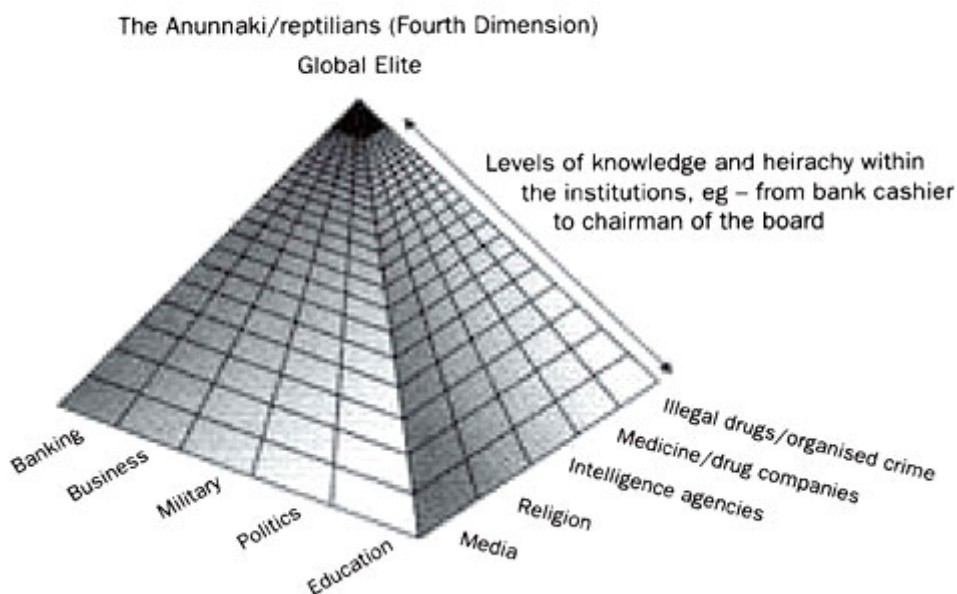 The Anunnaki/reptilians (Fourth Dimension)
Global Elite
Levels of knowledge and heirachy within
the institutions, eg – from bank cashier
to chairman of the board
Banking
Business
Military
Politics
Education
Media
Religion
Intelligence agencies
Medicine/drug companies
Illegal drugs/organised crime